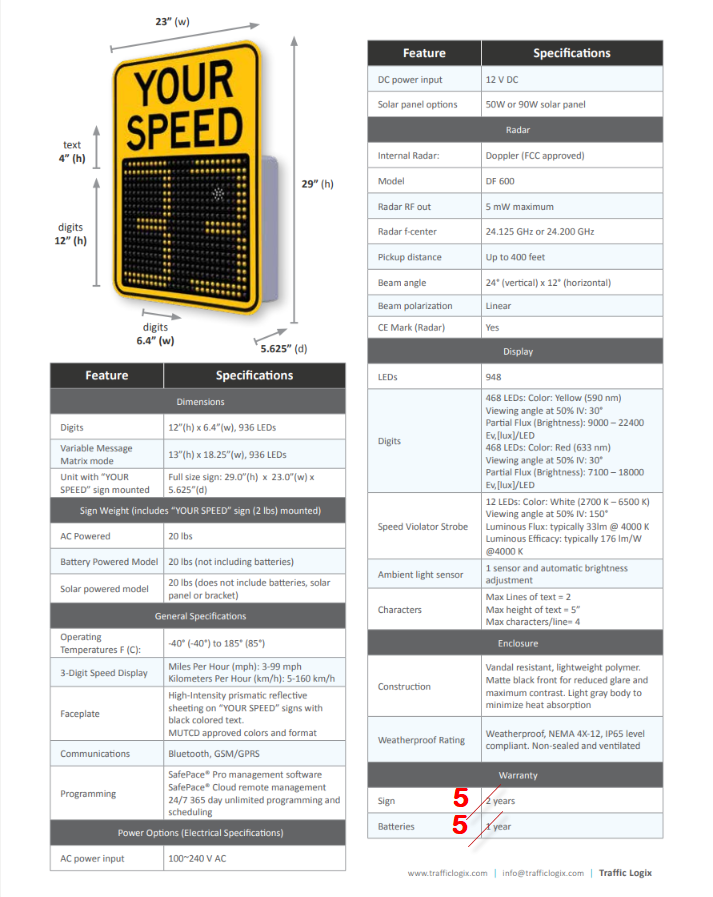 23” (w)
YOUR
SPEED
text
4” (h)
29” (h)
digits
12” (h)
digits
6.4” (w)
5.625” (d)
Feature Specifications
Dimensions
Digits 12”(h) x 6.4”(w), 936 LEDs
Variable Message
Matrix mode 13”(h) x 18.25”(w), 936 LEDs
Unit with “YOUR
SPEED” sign mounted Full size sign: 29.0”(h) x 23.0”(w) x
5.625”(d)
Sign Weight (includes “YOUR SPEED” sign (2 lbs) mounted)
AC Powered 20 lbs
Battery Powered Model 20 lbs (not including batteries)
Solar powered model 20 lbs (does not include batteries, solar
panel or bracket)
General Specifications
Operating
Temperatures F (C): -40° (-40°) to 185° (85°)
3-Digit Speed Display Miles Per Hour (mph): 3-99 mph
Kilometers Per Hour (km/h): 5-160 km/h
Faceplate High-Intensity prismatic reflective
sheeting on “YOUR SPEED” signs with
black colored text.
MUTCD approved colors and format
Communications Bluetooth, GSM/GPRS
Programming SafePace® Pro management software
SafePace® Cloud remote management
24/7 365 day unlimited programming and
scheduling
Power Options (Electrical Specifications)
AC power input 100~240 V AC
Feature Specifications
DC power input 12 V DC
Solar panel options 50W or 90W solar panel
Radar
Internal Radar: Doppler (FCC approved)
Model DF 600
Radar RF out 5 mW maximum
Radar f-center 24.125 GHz or 24.200 GHz
Pickup distance Up to 400 feet
Beam angle 24° (vertical) x 12° (horizontal)
Beam polarization Linear
CE Mark (Radar) Yes
Display
LEDs 948
Digits 468 LEDs: Color: Yellow (590 nm)
Viewing angle at 50% IV: 30°
Partial Flux (Brightness): 9000 – 22400
Ev,[lux]/LED
468 LEDs: Color: Red (633 nm)
Viewing angle at 50% IV: 30°
Partial Flux (Brightness): 7100 – 18000
Ev,[lux]/LED
Speed Violator Strobe 12 LEDs: Color: White (2700 K – 6500 K)
Viewing angle at 50% IV: 150°
Luminous Flux: typically 33lm @ 4000 K
Luminous Efficacy: typically 176 lm/W
@4000 K
Ambient light sensor 1 sensor and automatic brightness
adjustment
Characters Max Lines of text = 2
Max height of text = 5”
Max characters/line= 4
Enclosure
Construction Vandal resistant, lightweight polymer.
Matte black front for reduced glare and
maximum contrast. Light gray body to
minimize heat absorption
Weatherproof Rating Weatherproof, NEMA 4X-12, IP65 level
compliant. Non-sealed and ventilated
Warranty
Sign 5 2 years
Batteries 5 1 year
www.trafficlogix.com | info@trafficlogix.com | Traffic Logix